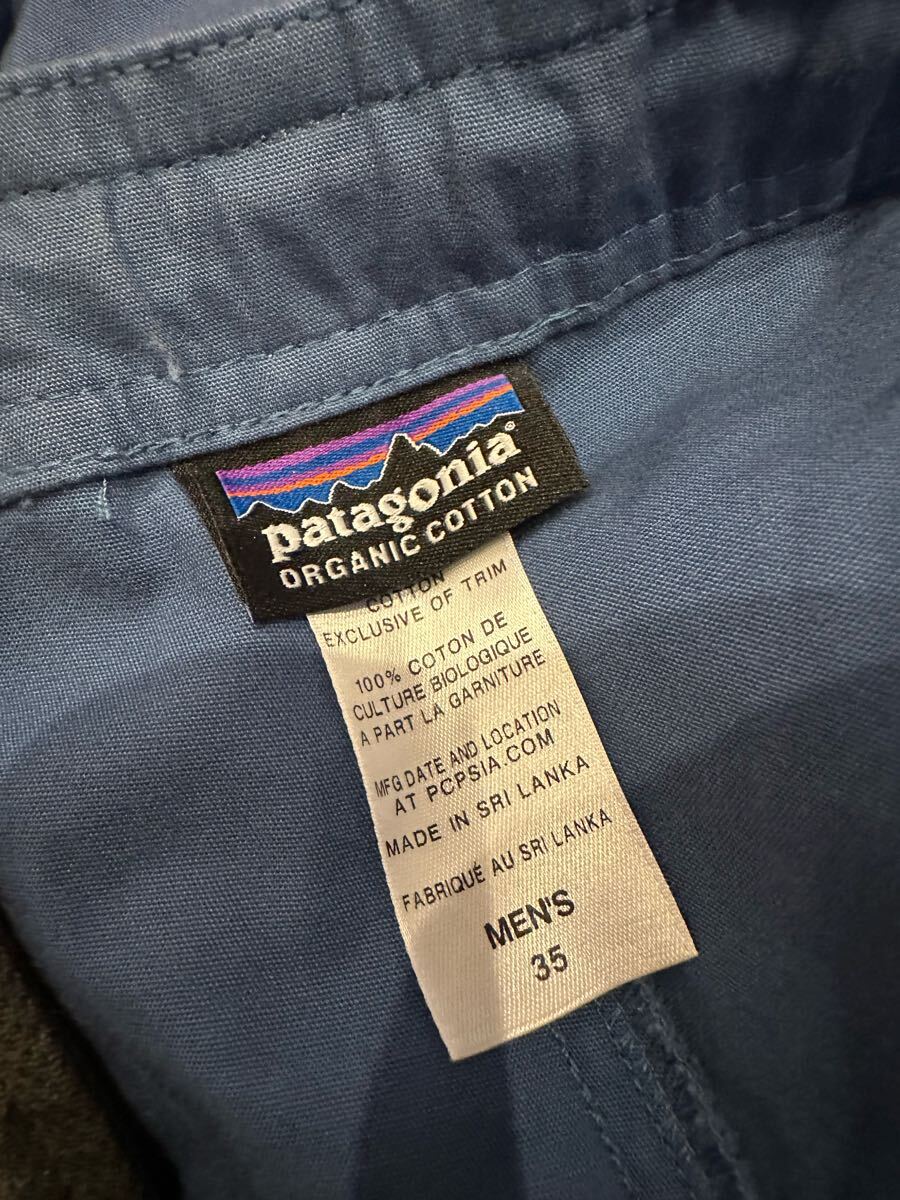 patagonia®
ORGANIC COTTON
COTTON
EXCLUSIVE OF TRIM
100% COTON DE
CULTURE BIOLOGIQUE
A PART LA GARNITURE
MFG DATE AND LOCATION
AT PCPSIA.COM
MADE IN SRI LANKA
FABRIQUÉ AU SRI LANKA
MEN'S
35